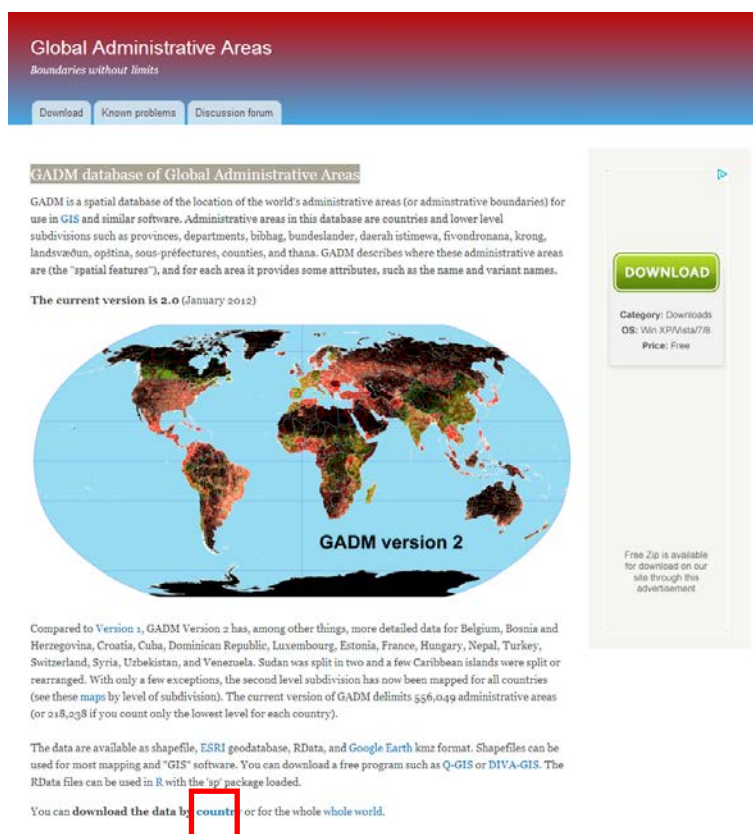 Global Administrative Areas
Boundaries without limits
Download Known problems Discussion forum
GADM database of Global Administrative Areas
GADM is a spatial database of the location of the world's administrative areas (or adminstrative boundaries) for
use in GIS and similar software. Administrative areas in this database are countries and lower level
subdivisions such as provinces, departments, bibhag, bundeslander, daerah istimewa, fivondronana, krong,
landsvæðun, opština, sous-préfectures, counties, and thana. GADM describes where these administrative areas
are (the "spatial features"), and for each area it provides some attributes, such as the name and variant names.
The current version is 2.0 (January 2012)
GADM version 2
Compared to Version 1, GADM Version 2 has, among other things, more detailed data for Belgium, Bosnia and
Herzegovina, Croatia, Cuba, Dominican Republic, Luxembourg, Estonia, France, Hungary, Nepal, Turkey,
Switzerland, Syria, Uzbekistan, and Venezuela. Sudan was split in two and a few Caribbean islands were split or
rearranged. With only a few exceptions, the second level subdivision has now been mapped for all countries
(see these maps by level of subdivision). The current version of GADM delimits 556,049 administrative areas
(or 218,238 if you count only the lowest level for each country).
The data are available as shapefile, ESRI geodatabase, RData, and Google Earth kmz format. Shapefiles can be
used for most mapping and "GIS" software. You can download a free program such as Q-GIS or DIVA-GIS. The
RData files can be used in R with the 'sp' package loaded.
You can download the data by country or for the whole whole world.
DOWNLOAD
Category: Downloads
OS: Win XP/Vista/7/8
Price: Free
Free Zip is available
for download on our
site through this
advertisement